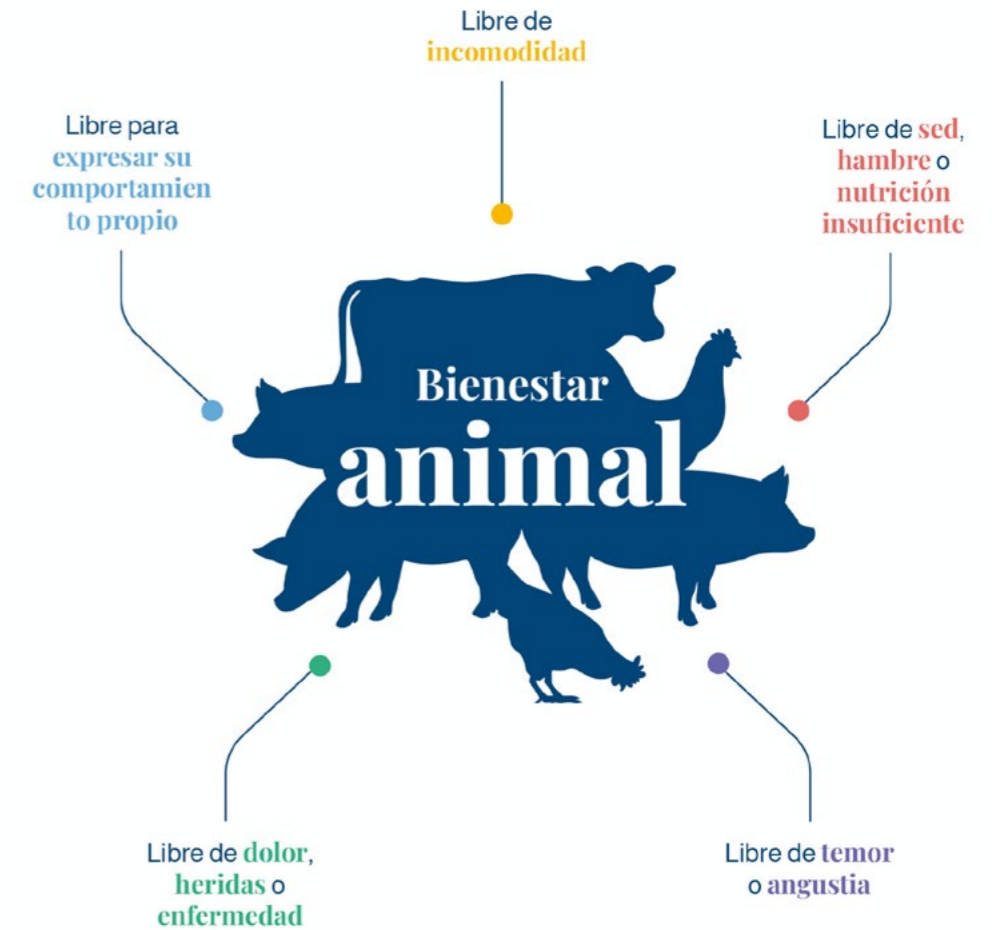 Libre de
incomodidad
Libre para
expresar su
comportamien
to propio
Libre de sed,
hambre o
nutrición
insuficiente
Bienestar
animal
Libre de dolor,
heridas o
enfermedad
Libre de temor
o angustia